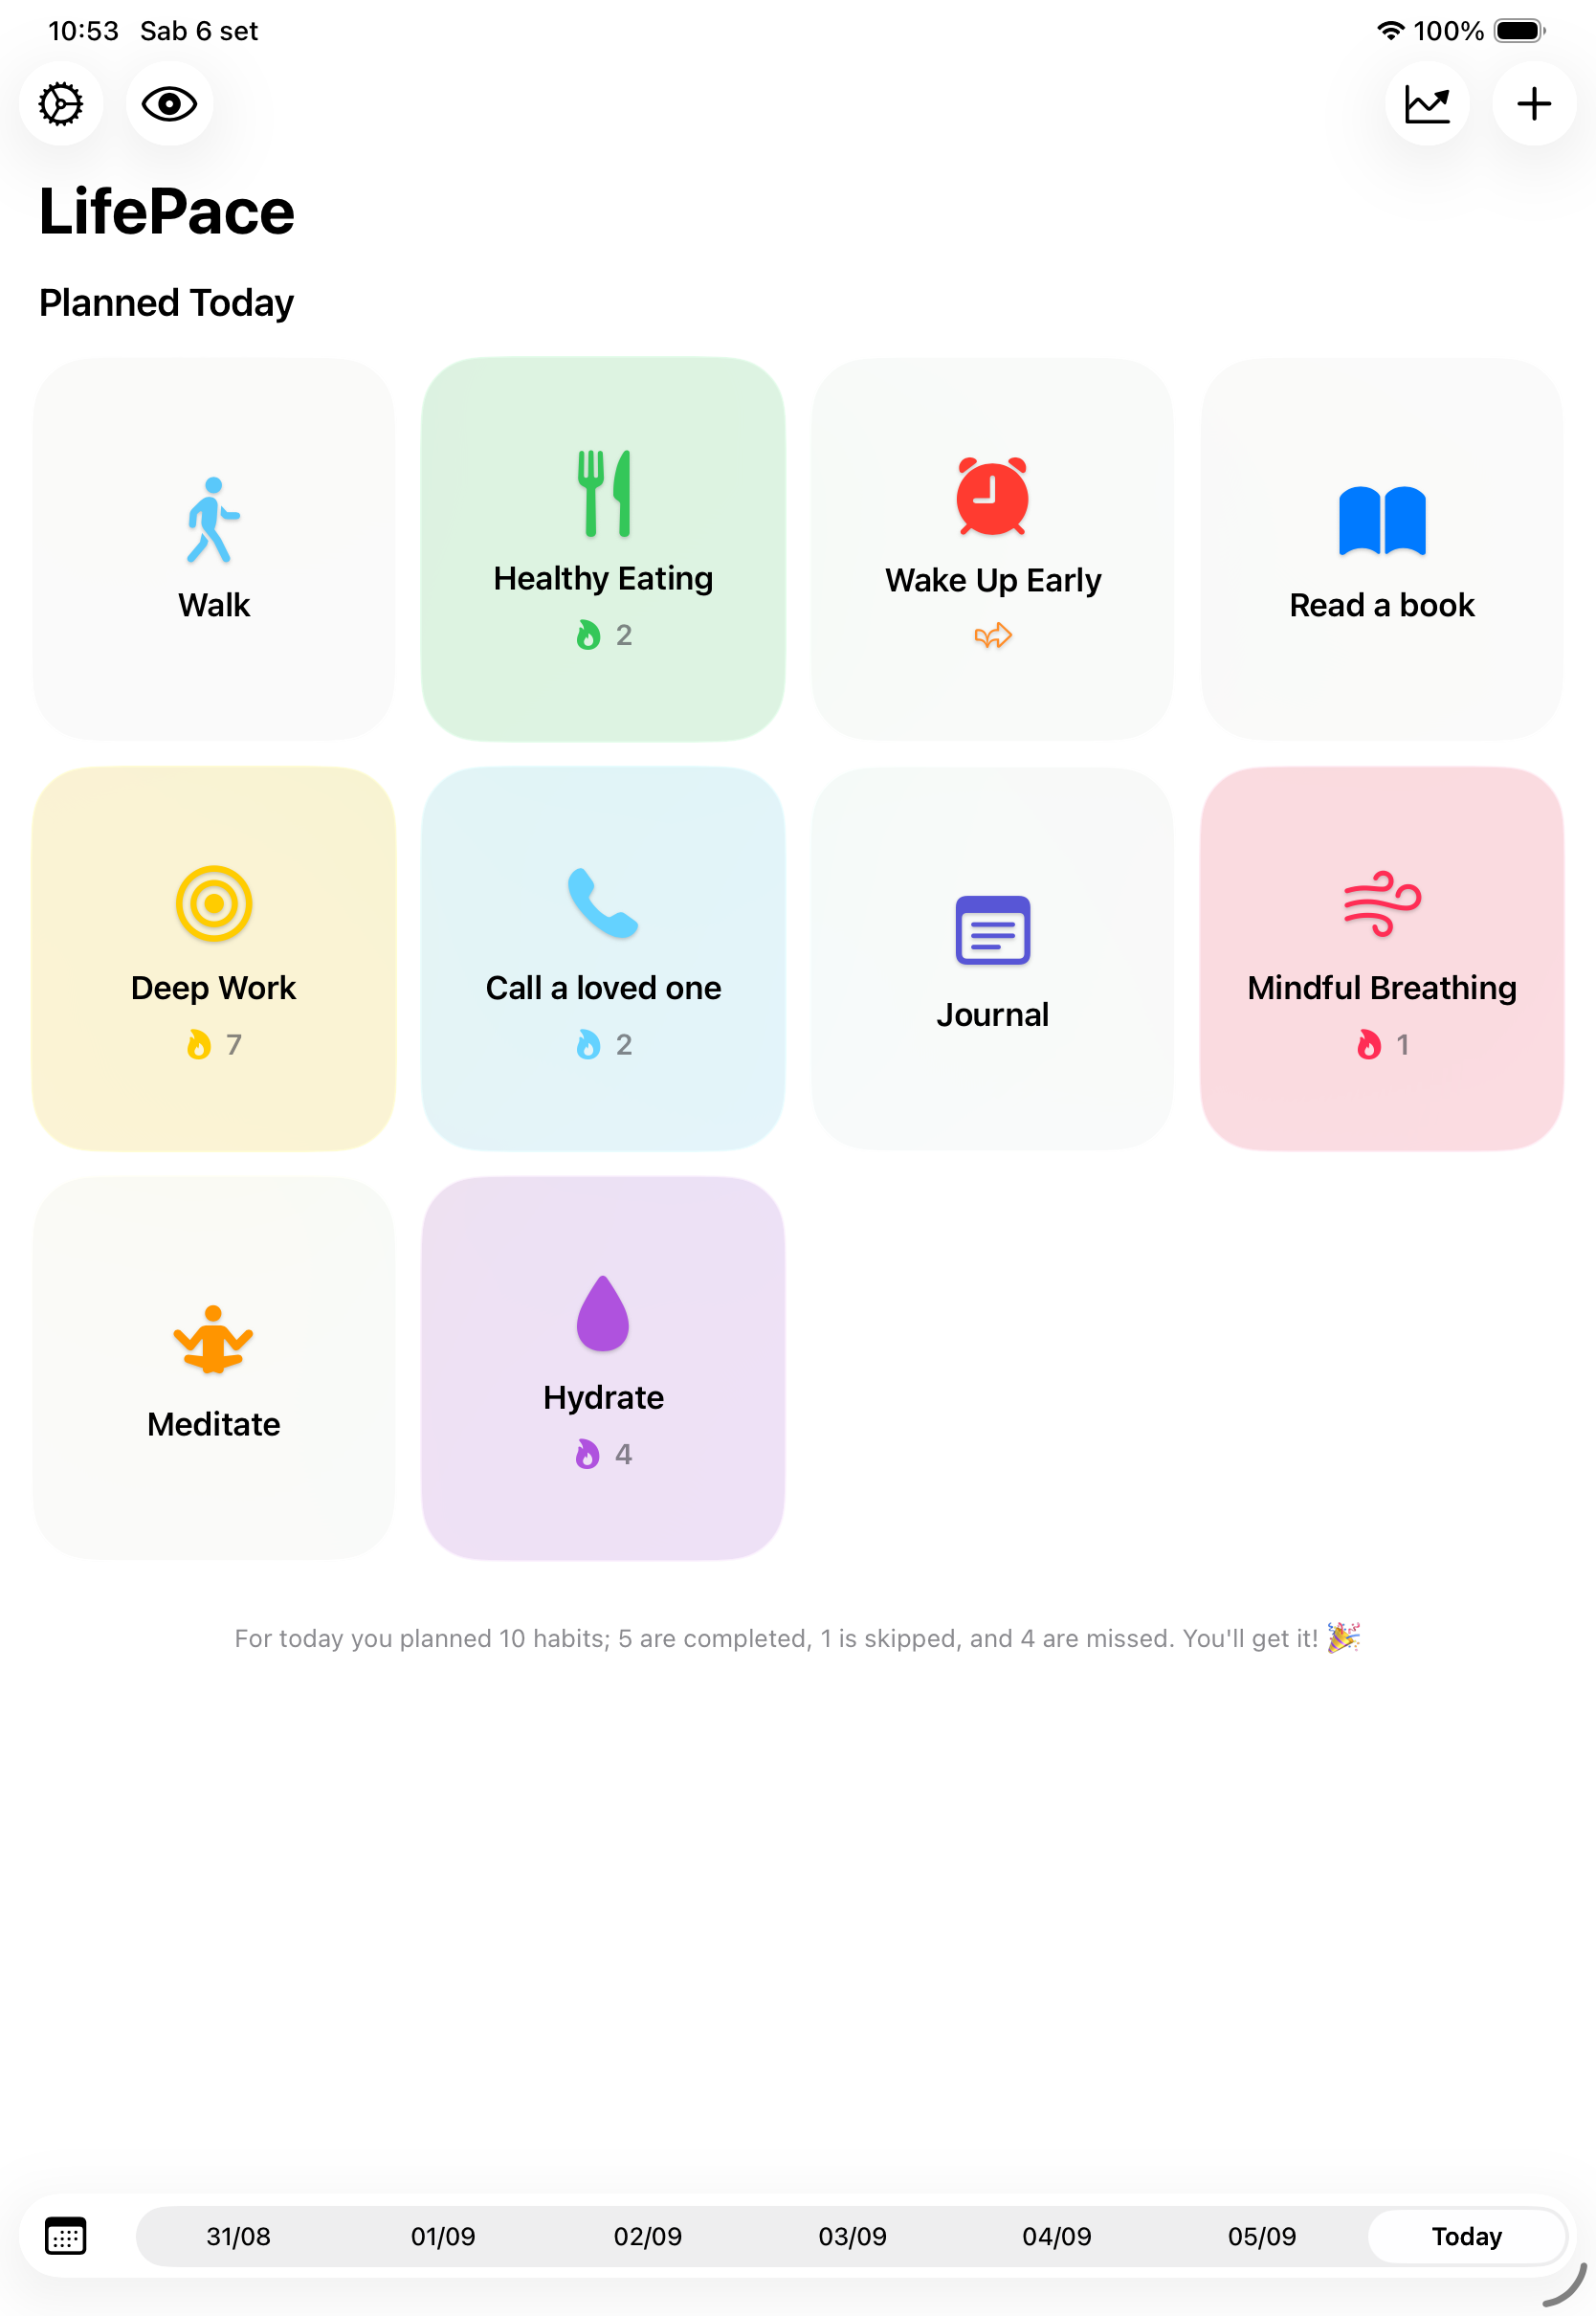 10:53 Sab 6 set 100%
LifePace
Planned Today
Walk
Healthy Eating
2
Wake Up Early
Read a book
Deep Work
7
Call a loved one
2
Journal
Mindful Breathing
1
Meditate
Hydrate
4
For today you planned 10 habits; 5 are completed, 1 is skipped, and 4 are missed. You'll get it! 🎉
31/08 01/09 02/09 03/09 04/09 05/09 Today